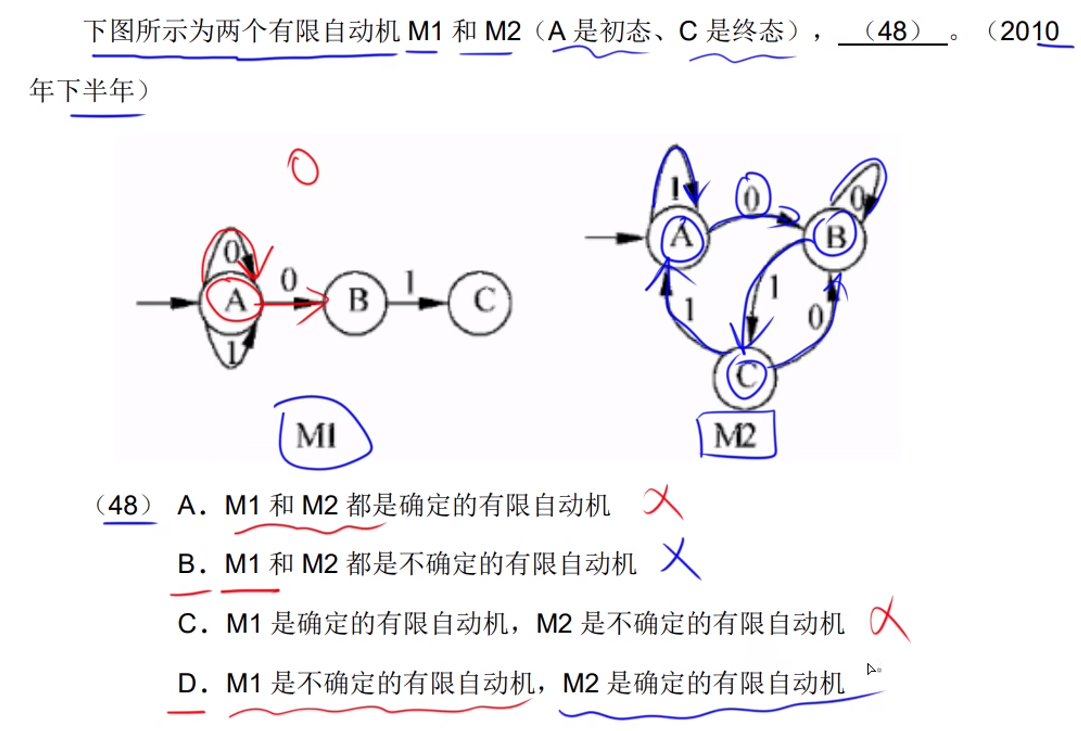 下图所示为两个有限自动机 M1 和 M2（A 是初态、C 是终态），（48）。（2010
年下半年）
0
0
A
0
B
1
C
1
M1
1
A
0
B
0
1
1
0
C
M2
（48） A．M1 和 M2 都是确定的有限自动机
B．M1 和 M2 都是不确定的有限自动机
C．M1 是确定的有限自动机，M2 是不确定的有限自动机
D．M1 是不确定的有限自动机，M2 是确定的有限自动机